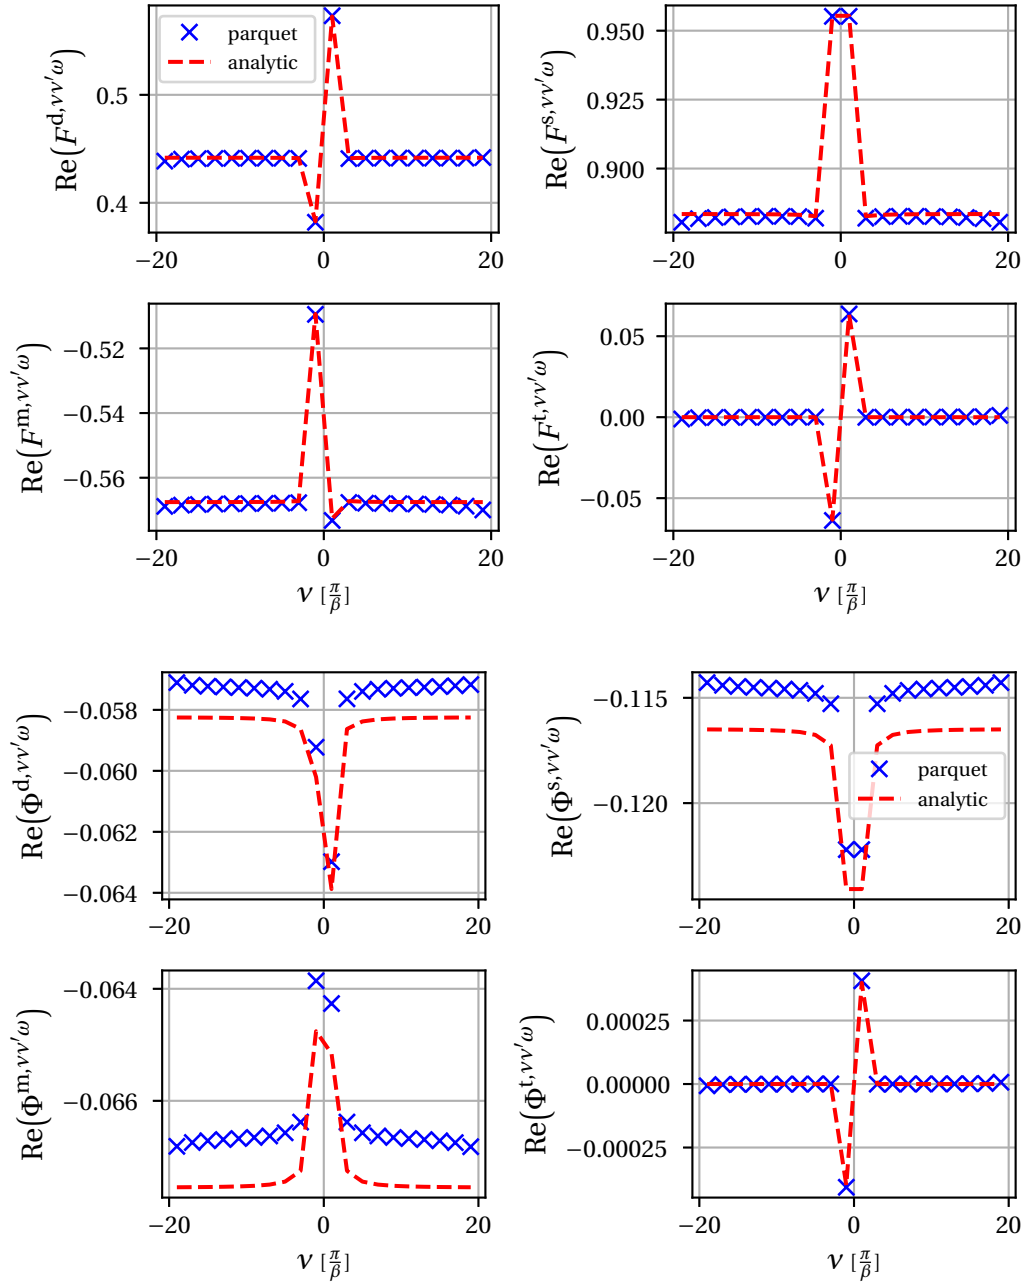 Re(F^{d,νν′ω})
0.5
0.4
parquet
analytic
−20 0 20
Re(F^{s,νν′ω})
0.950
0.925
0.900
−20 0 20
Re(F^{m,νν′ω})
−0.52
−0.54
−0.56
−20 0 20
ν [π/β]
Re(F^{t,νν′ω})
0.05
0.00
−0.05
−20 0 20
ν [π/β]
Re(Φ^{d,νν′ω})
−0.058
−0.060
−0.062
−0.064
−20 0 20
Re(Φ^{s,νν′ω})
−0.115
−0.120
parquet
analytic
−20 0 20
Re(Φ^{m,νν′ω})
−0.064
−0.066
−20 0 20
ν [π/β]
Re(Φ^{t,νν′ω})
0.00025
0.00000
−0.00025
−20 0 20
ν [π/β]